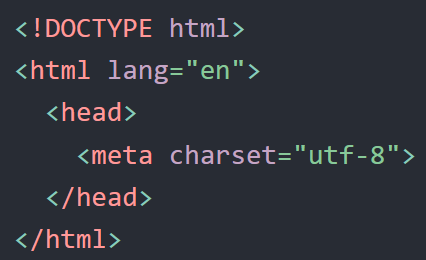 <!DOCTYPE html>
<html lang="en">
  <head>
    <meta charset="utf-8">
  </head>
</html>